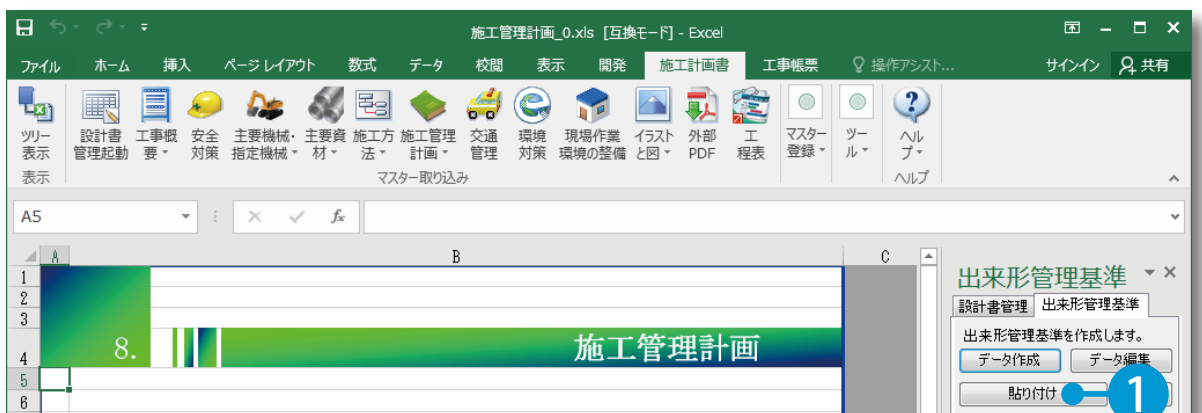 施工管理計画_0.xls [互換モード] - Excel
ファイル ホーム 挿入 ページ レイアウト 数式 データ 校閲 表示 開発 施工計画書 工事帳票 操作アシスト... サインイン 共有
ツリー表示 設計書管理起動 工事概要 安全対策 主要機械・指定機械 主要資材 施工方法 施工管理計画 交通管理 環境対策 現場作業環境の整備 イラストと図 外部PDF 工程表 マスター登録 ツール ヘルプ
表示 マスター取り込み ヘルプ
A5 fx
A B C
1
2
3
4 8. 施工管理計画
5
6
出来形管理基準
設計書管理 出来形管理基準
出来形管理基準を作成します。
データ作成 データ編集
貼り付け 1